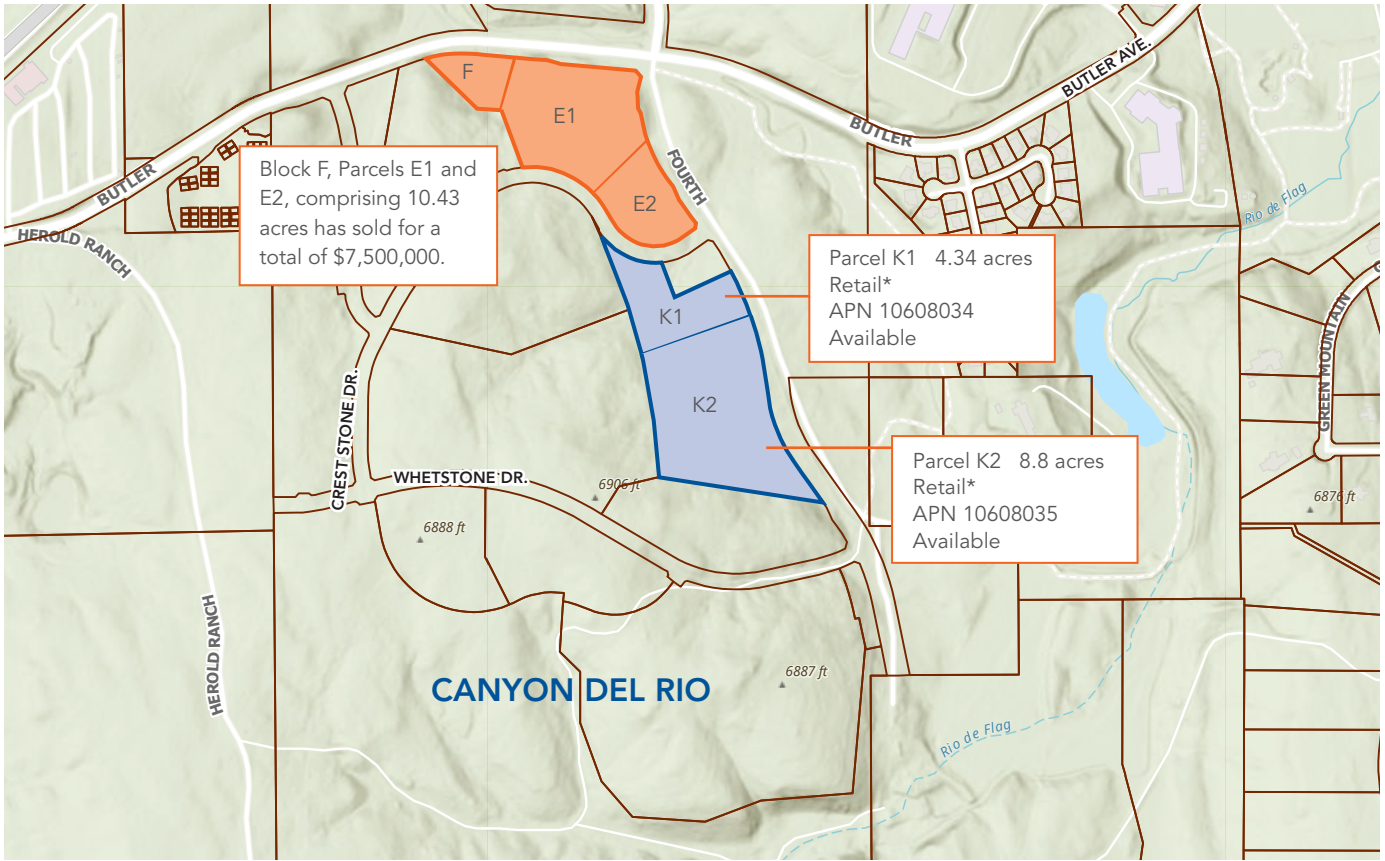 F
E1
E2
BUTLER AVE.
BUTLER
BUTLER
FOURTH
HEROLD RANCH
Block F, Parcels E1 and
E2, comprising 10.43
acres has sold for a
total of $7,500,000.
Rio de Flag
Parcel K1 4.34 acres
Retail*
APN 10608034
Available
K1
K2
GREEN MOUNTAIN
CREST STONE DR.
Parcel K2 8.8 acres
Retail*
APN 10608035
Available
WHETSTONE DR.
6906 ft
6888 ft
6876 ft
HEROLD RANCH
CANYON DEL RIO
6887 ft
Rio de Flag